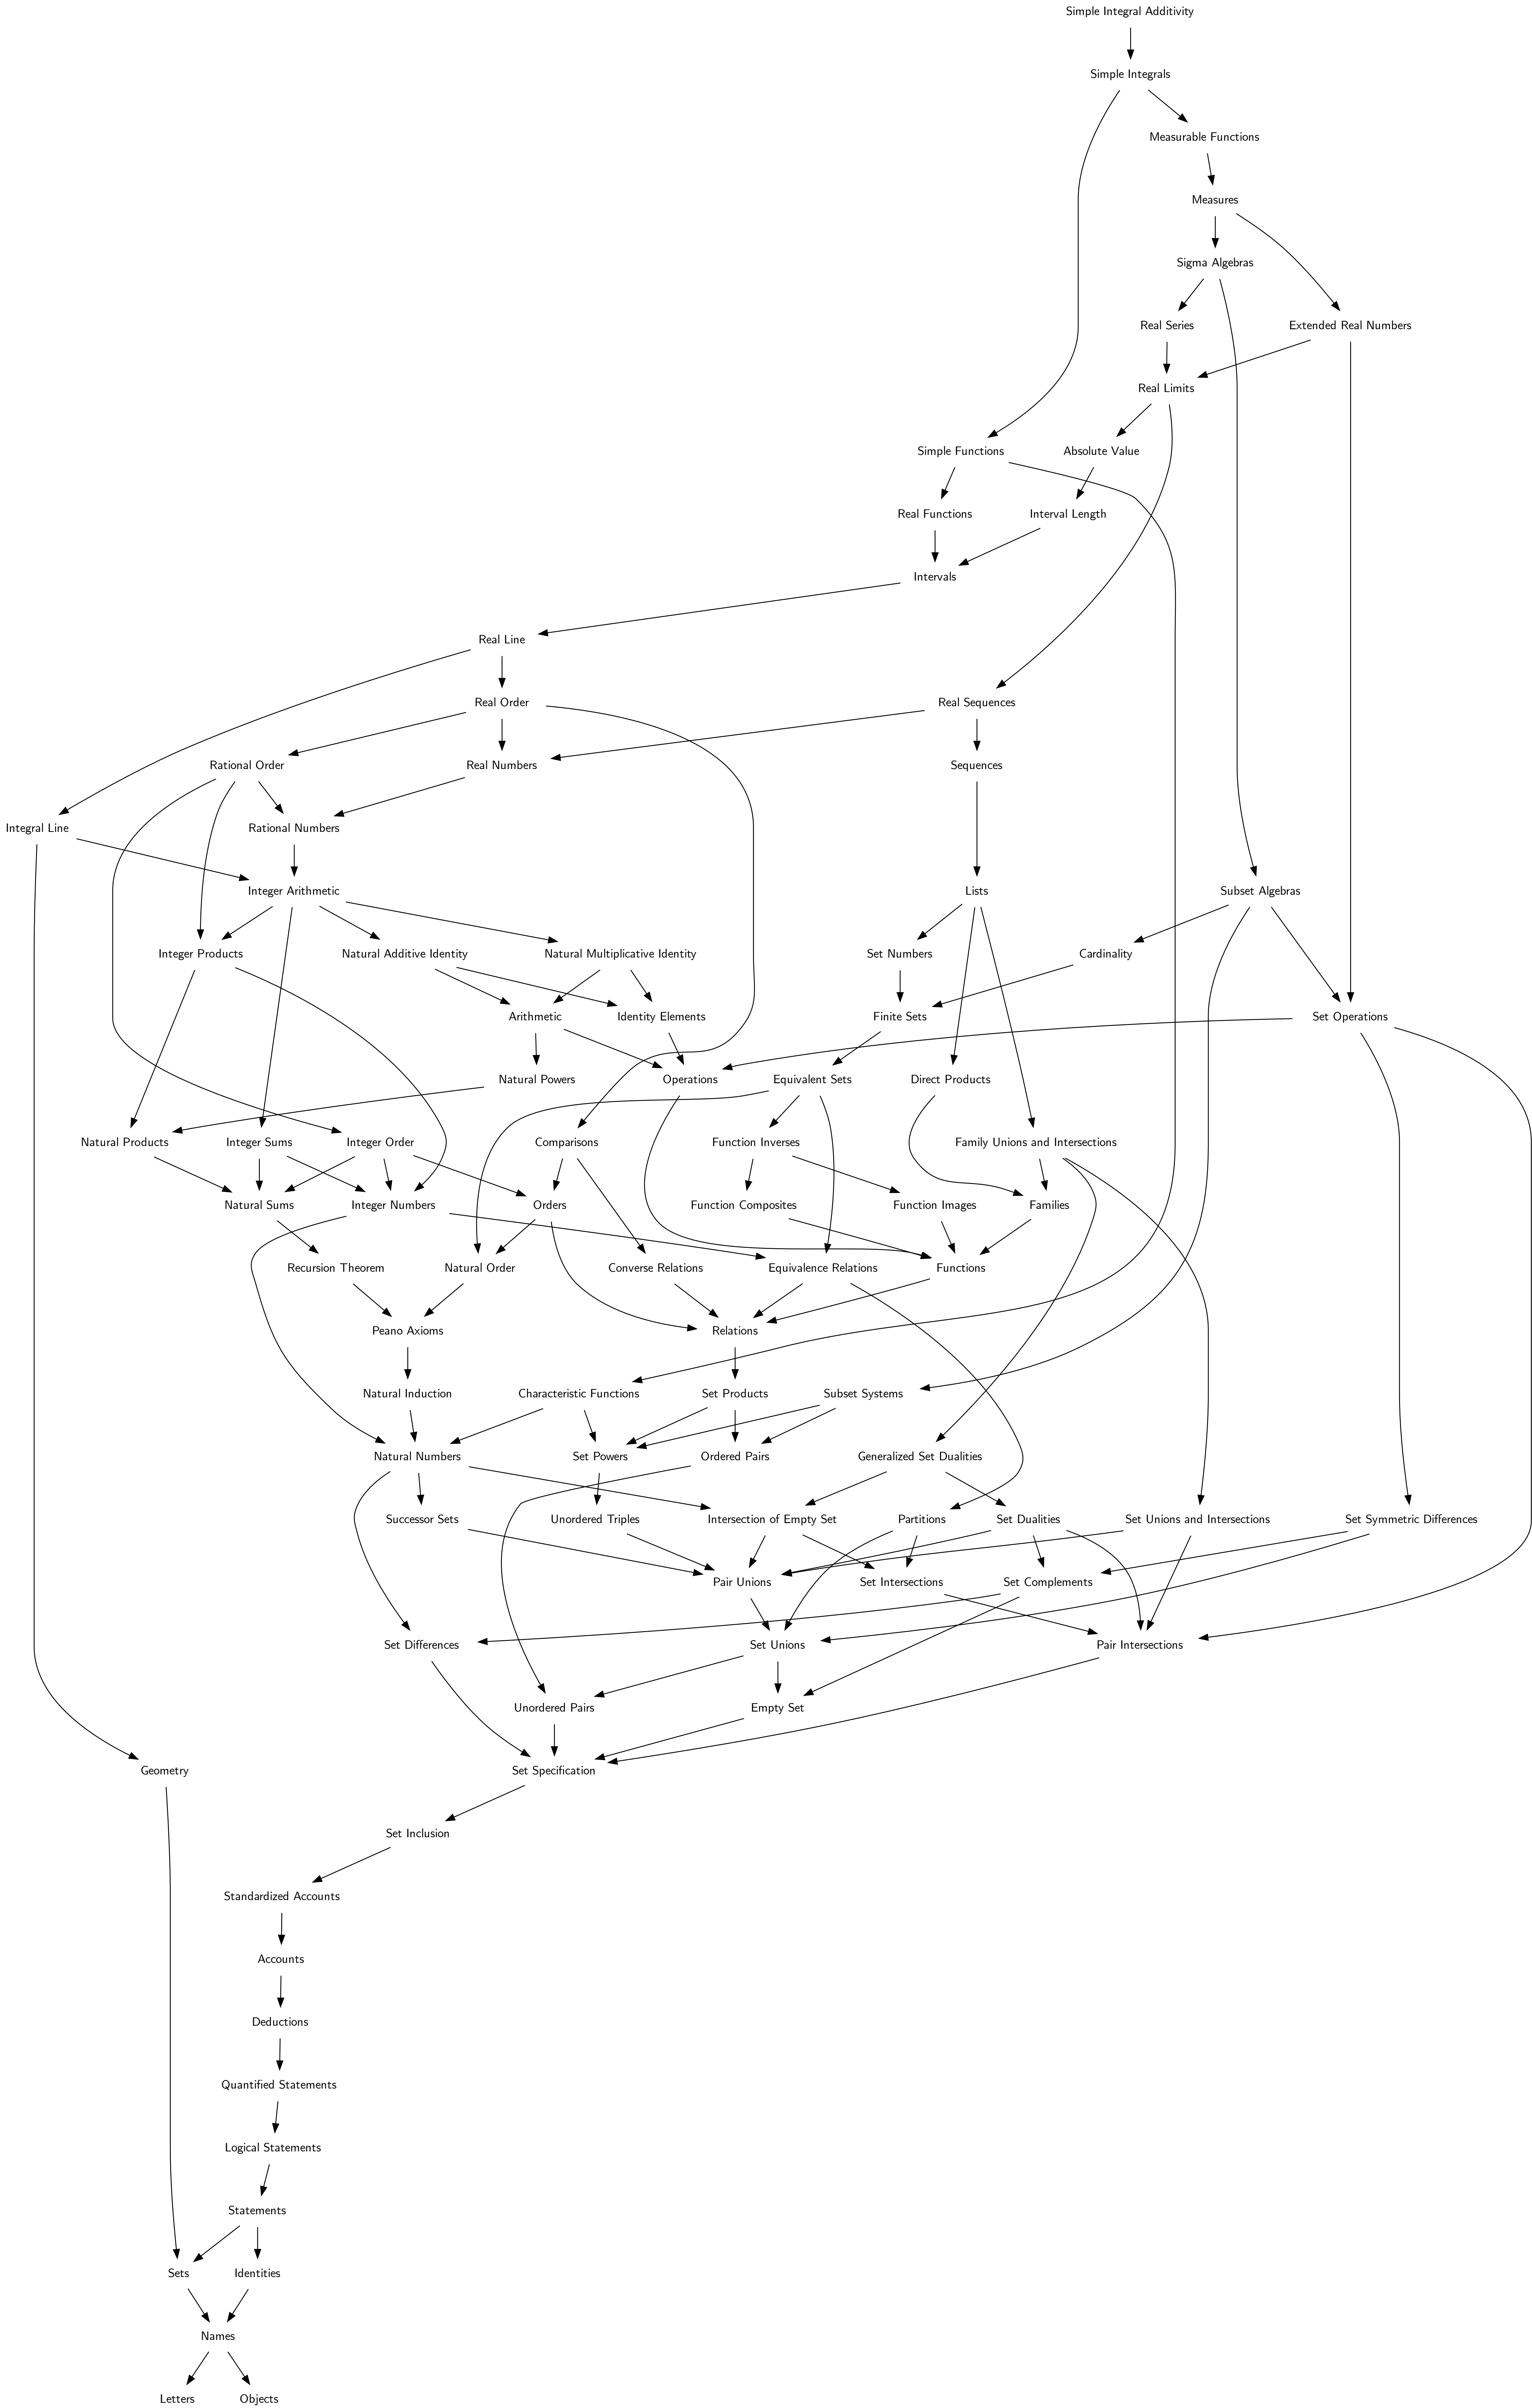 Simple Integral Additivity
Simple Integrals
Measurable Functions
Measures
Sigma Algebras
Real Series
Extended Real Numbers
Real Limits
Simple Functions
Absolute Value
Real Functions
Interval Length
Intervals
Real Line
Real Order
Real Sequences
Rational Order
Real Numbers
Sequences
Integral Line
Rational Numbers
Integer Arithmetic
Lists
Subset Algebras
Integer Products
Natural Additive Identity
Natural Multiplicative Identity
Set Numbers
Cardinality
Arithmetic
Identity Elements
Finite Sets
Set Operations
Natural Powers
Operations
Equivalent Sets
Direct Products
Natural Products
Integer Sums
Integer Order
Comparisons
Function Inverses
Family Unions and Intersections
Natural Sums
Integer Numbers
Orders
Function Composites
Function Images
Families
Recursion Theorem
Natural Order
Converse Relations
Equivalence Relations
Functions
Peano Axioms
Relations
Natural Induction
Characteristic Functions
Set Products
Subset Systems
Natural Numbers
Set Powers
Ordered Pairs
Generalized Set Dualities
Successor Sets
Unordered Triples
Intersection of Empty Set
Partitions
Set Dualities
Set Unions and Intersections
Set Symmetric Differences
Pair Unions
Set Intersections
Set Complements
Set Differences
Set Unions
Pair Intersections
Unordered Pairs
Empty Set
Geometry
Set Specification
Set Inclusion
Standardized Accounts
Accounts
Deductions
Quantified Statements
Logical Statements
Statements
Sets
Identities
Names
Letters
Objects